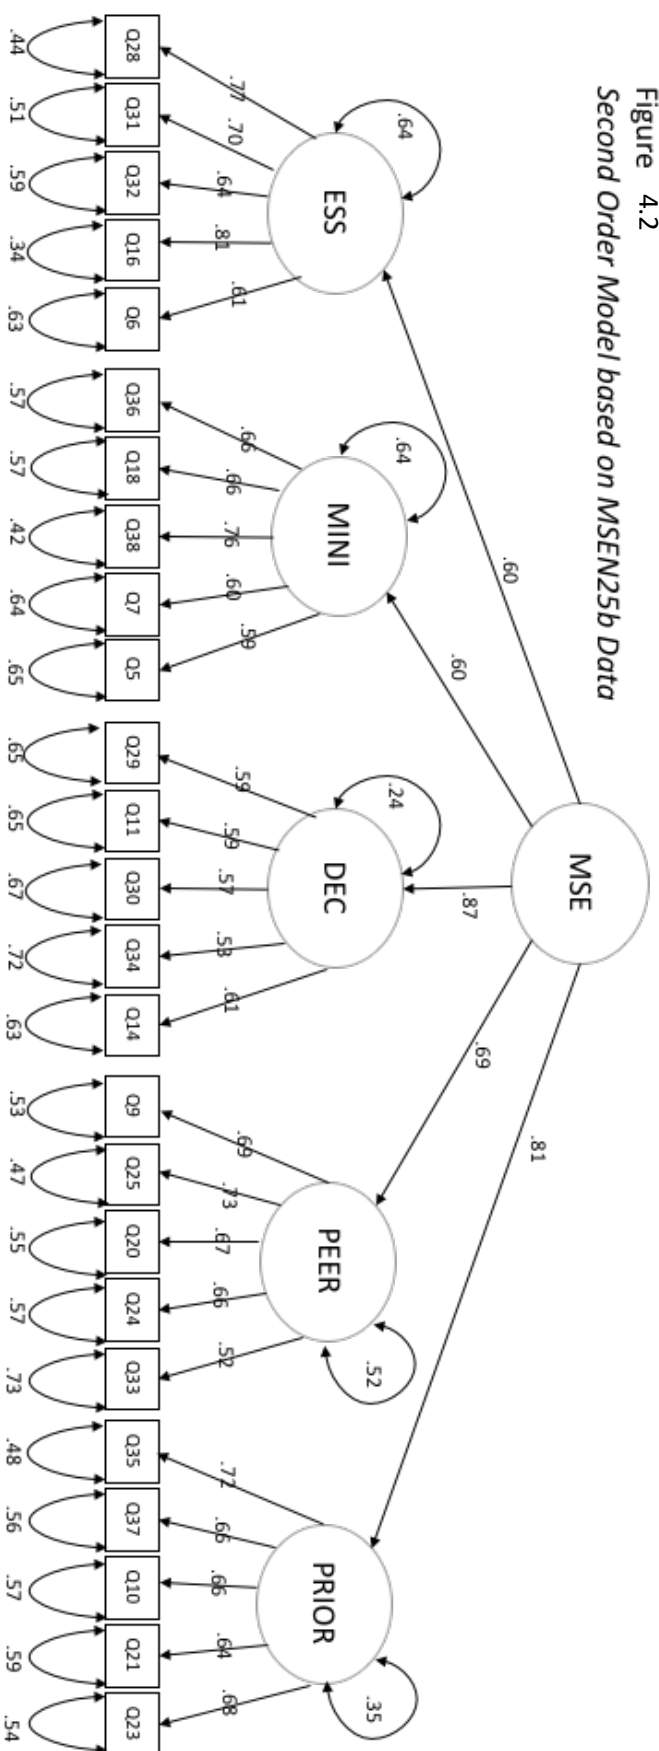 Figure 4.2
Second Order Model based on MSEN25b Data
MSE
.60
.60
.87
.69
.81
.64
.64
.24
.52
.35
ESS
MINI
DEC
PEER
PRIOR
.77
.70
.64
.81
.61
.66
.66
.76
.60
.59
.59
.59
.57
.53
.61
.69
.73
.67
.66
.52
.72
.66
.66
.64
.68
Q28
Q31
Q32
Q16
Q6
Q36
Q18
Q38
Q7
Q5
Q29
Q11
Q30
Q34
Q14
Q9
Q25
Q20
Q24
Q33
Q35
Q37
Q10
Q21
Q23
.44
.51
.59
.34
.63
.57
.57
.42
.64
.65
.65
.65
.67
.72
.63
.53
.47
.55
.57
.73
.48
.56
.57
.59
.54